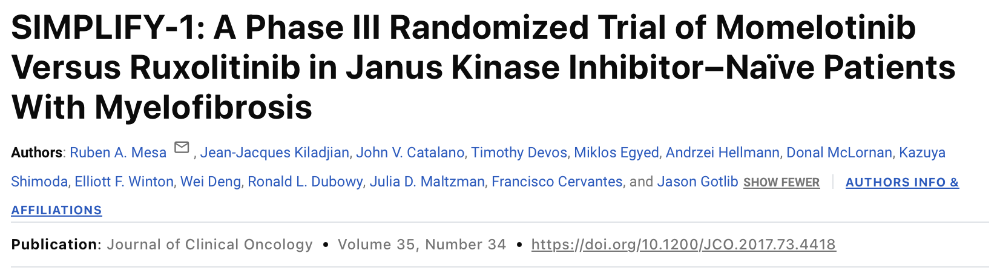 SIMPLIFY-1: A Phase III Randomized Trial of Momelotinib
Versus Ruxolitinib in Janus Kinase Inhibitor–Naïve Patients
With Myelofibrosis
Authors: Ruben A. Mesa , Jean-Jacques Kiladjian, John V. Catalano, Timothy Devos, Miklos Egyed, Andrzei Hellmann, Donal McLornan, Kazuya
Shimoda, Elliott F. Winton, Wei Deng, Ronald L. Dubowy, Julia D. Maltzman, Francisco Cervantes, and Jason Gotlib SHOW FEWER AUTHORS INFO &
AFFILIATIONS
Publication: Journal of Clinical Oncology • Volume 35, Number 34 • https://doi.org/10.1200/JCO.2017.73.4418